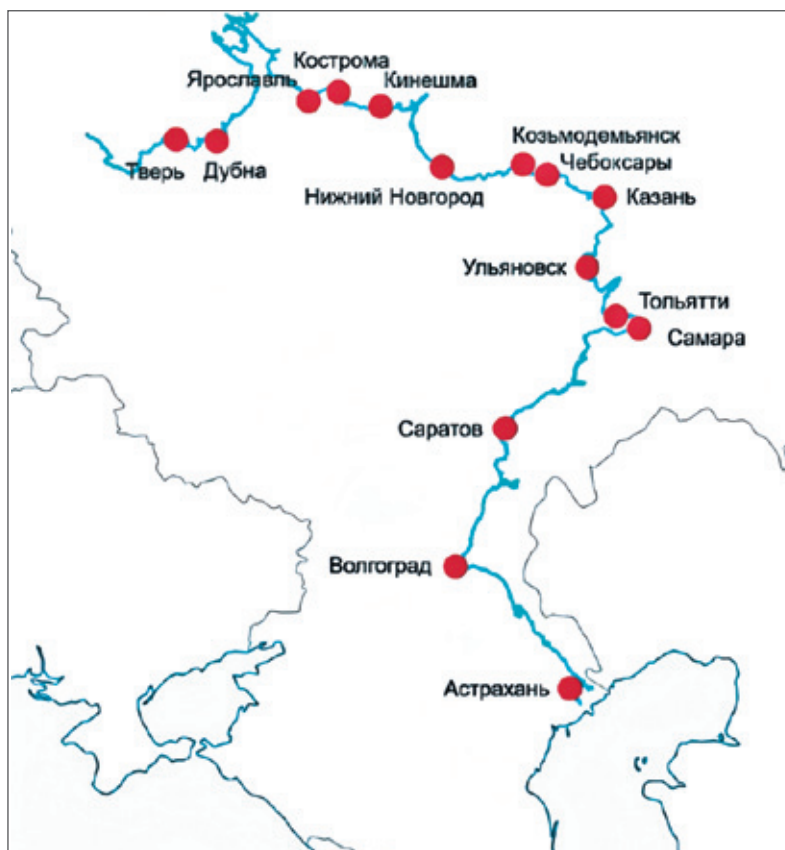 Кострома
Ярославль
Кинешма
Тверь
Дубна
Козьмодемьянск
Чебоксары
Нижний Новгород
Казань
Ульяновск
Тольятти
Самара
Саратов
Волгоград
Астрахань